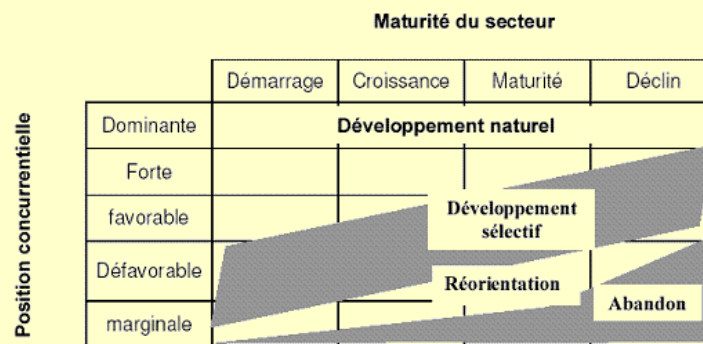 Maturité du secteur
Démarrage Croissance Maturité Déclin
Position concurrentielle
Dominante
Développement naturel
Forte
favorable
Développement
sélectif
Défavorable
Réorientation
Abandon
marginale